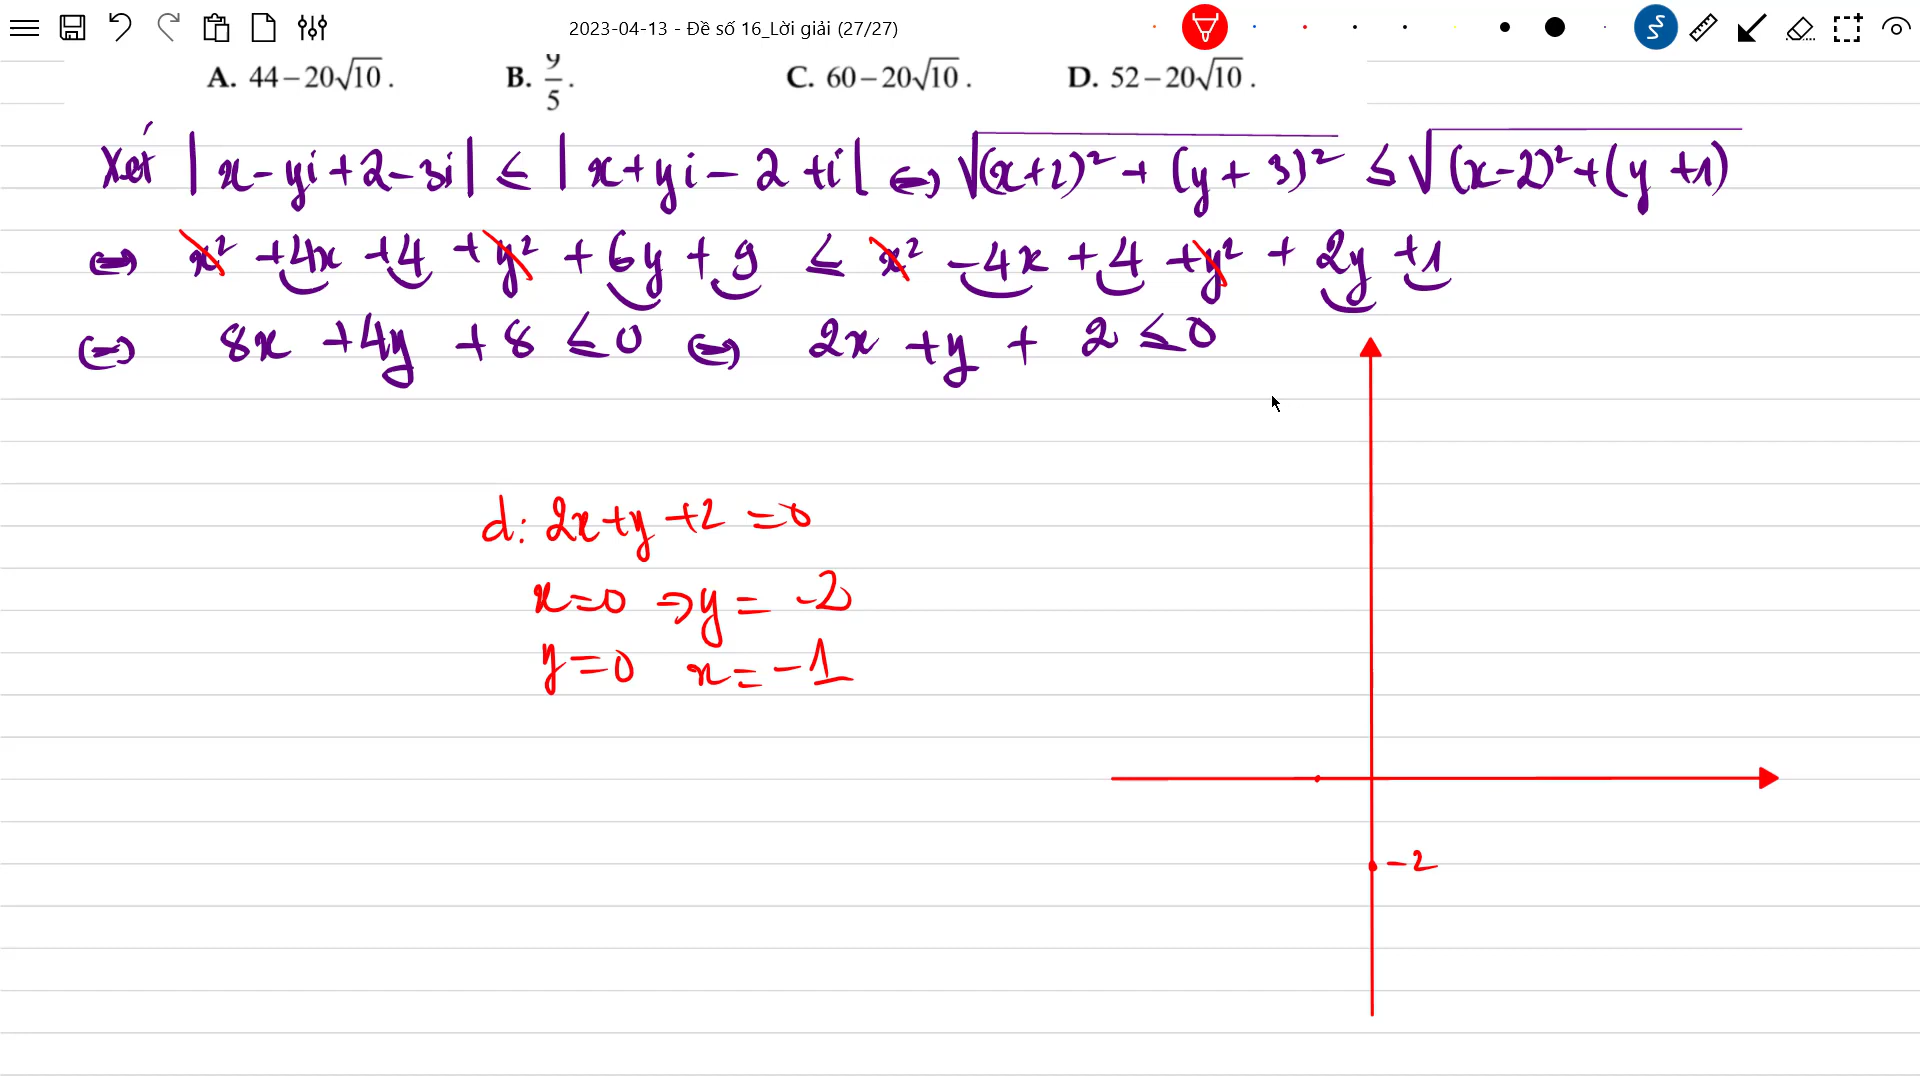 2023-04-13 - Đề số 16_Lời giải (27/27)
A. 44−20√10. B. 9/5. C. 60−20√10. D. 52−20√10.
Xét |x−yi+2−3i| ≤ |x+yi−2+i| ⇔ √(x+2)²+(y+3)² ≤ √(x−2)²+(y+1)
⇔ x²+4x+4+y²+6y+9 ≤ x²−4x+4+y²+2y+1
⇔ 8x+4y+8 ≤ 0 ⇔ 2x+y+2 ≤ 0
d: 2x+y+2=0
x=0 ⇒ y=−2
y=0 x=−1
−2